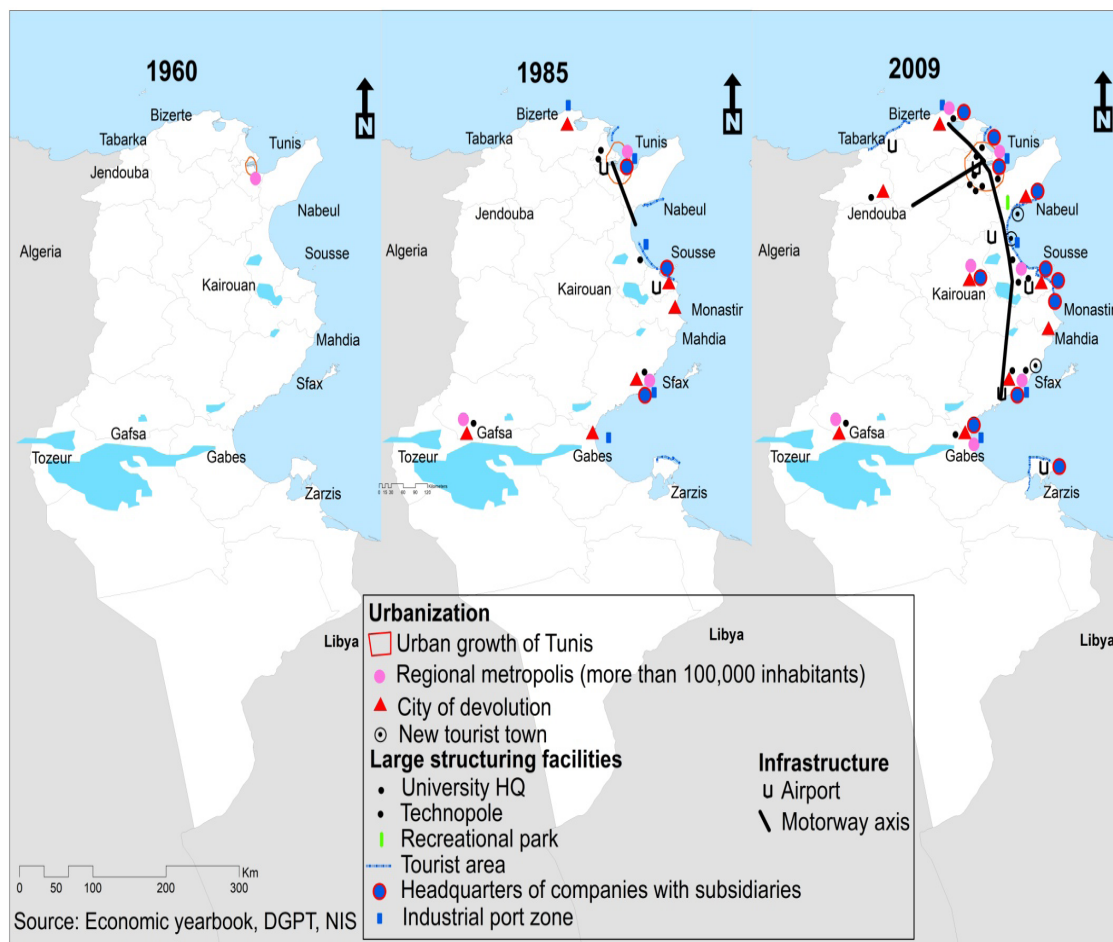 1960
Bizerte
Tabarka
Tunis
Jendouba
Nabeul
Algeria
Sousse
Kairouan
Mahdia
Sfax
Gafsa
Tozeur
Gabes
Zarzis
Libya
N
0 50 100 200 300 Km
Source: Economic yearbook, DGPT, NIS
1985
Bizerte
Tabarka
Tunis
Jendouba
Nabeul
Algeria
Sousse
Kairouan
Monastir
Mahdia
Sfax
Gafsa
Tozeur
Gabes
Zarzis
Libya
N
2009
Bizerte
Tabarka
Tunis
Jendouba
Nabeul
Algeria
Sousse
Kairouan
Monastir
Mahdia
Sfax
Gafsa
Tozeur
Gabes
Zarzis
Libya
N
Urbanization
Urban growth of Tunis
Regional metropolis (more than 100,000 inhabitants)
City of devolution
New tourist town
Large structuring facilities
University HQ
Technopole
Recreational park
Tourist area
Headquarters of companies with subsidiaries
Industrial port zone
Infrastructure
Airport
Motorway axis